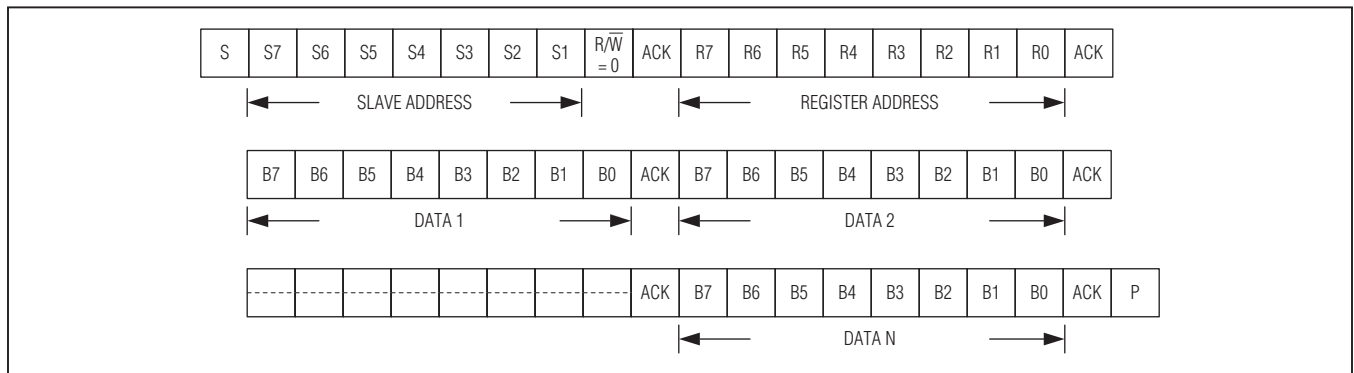 S S7 S6 S5 S4 S3 S2 S1 R/W̅ = 0 ACK R7 R6 R5 R4 R3 R2 R1 R0 ACK
SLAVE ADDRESS REGISTER ADDRESS
B7 B6 B5 B4 B3 B2 B1 B0 ACK B7 B6 B5 B4 B3 B2 B1 B0 ACK
DATA 1 DATA 2
ACK B7 B6 B5 B4 B3 B2 B1 B0 ACK P
DATA N